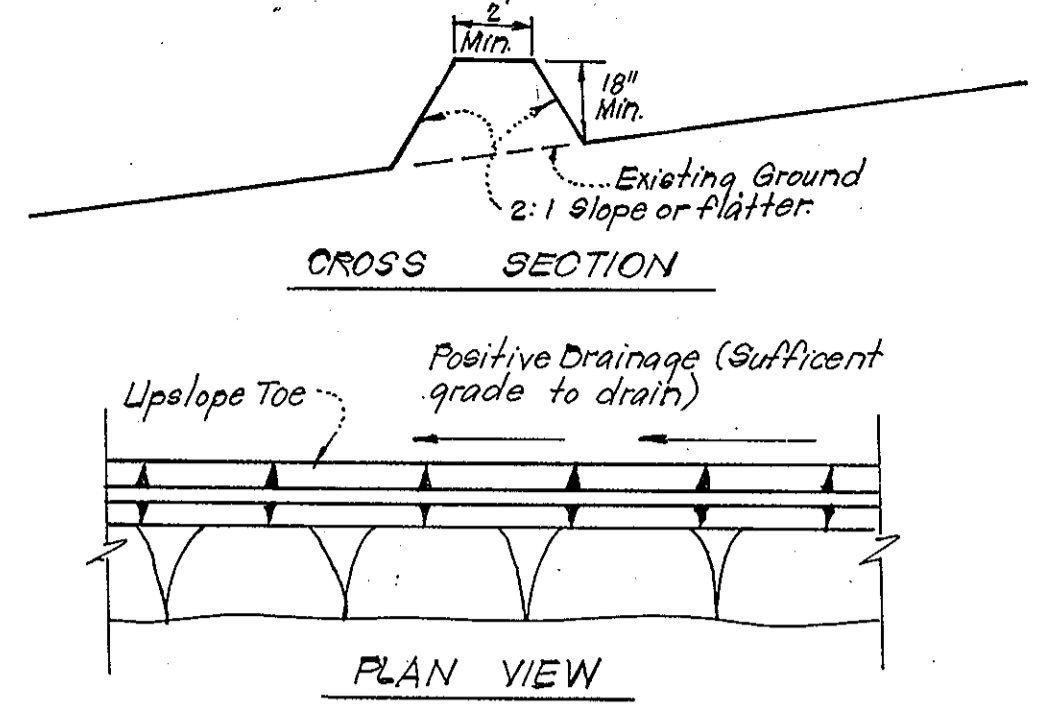 2'
Min.
18"
Min.
Existing Ground
2:1 Slope or flatter.
CROSS SECTION
Positive Drainage (Sufficent
grade to drain)
Upslope Toe
PLAN VIEW